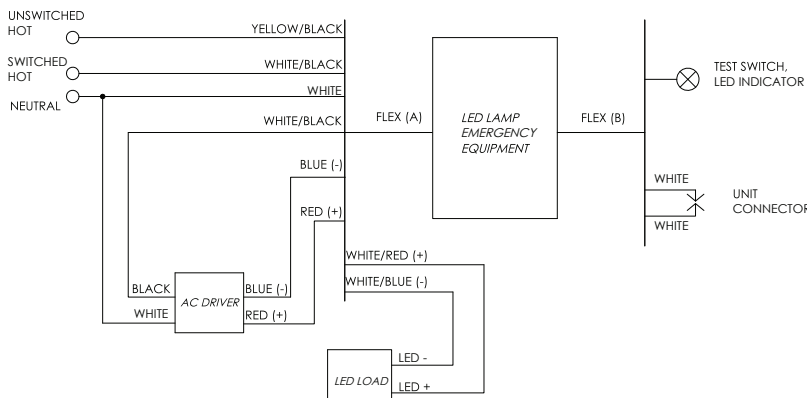 UNSWITCHED
HOT
YELLOW/BLACK
SWITCHED
HOT
WHITE/BLACK
NEUTRAL
WHITE
WHITE/BLACK
BLUE (-)
RED (+)
FLEX (A)
LED LAMP
EMERGENCY
EQUIPMENT
FLEX (B)
TEST SWITCH,
LED INDICATOR
WHITE
WHITE
UNIT
CONNECTOR
WHITE/RED (+)
WHITE/BLUE (-)
BLACK
WHITE
AC DRIVER
BLUE (-)
RED (+)
LED LOAD
LED -
LED +